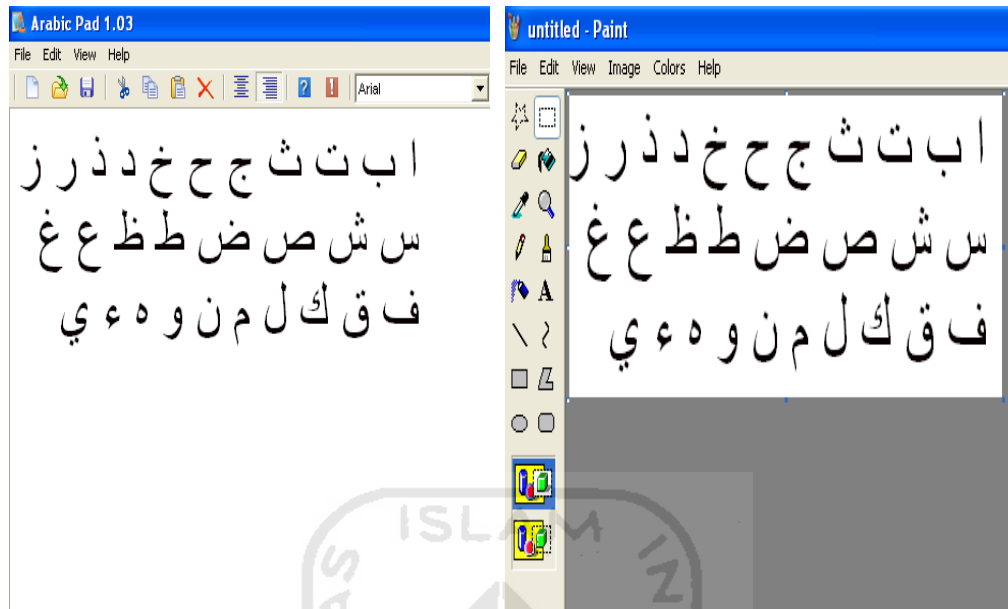 Arabic Pad 1.03
File Edit View Help
Arial
ا ب ت ث ج ح خ د ذ ر ز
س ش ص ض ط ظ ع غ
ف ق ك ل م ن و ه ء ي
untitled - Paint
File Edit View Image Colors Help
A
ا ب ت ث ج ح خ د ذ ر ز
س ش ص ض ط ظ ع غ
ف ق ك ل م ن و ه ء ي
ISLAM